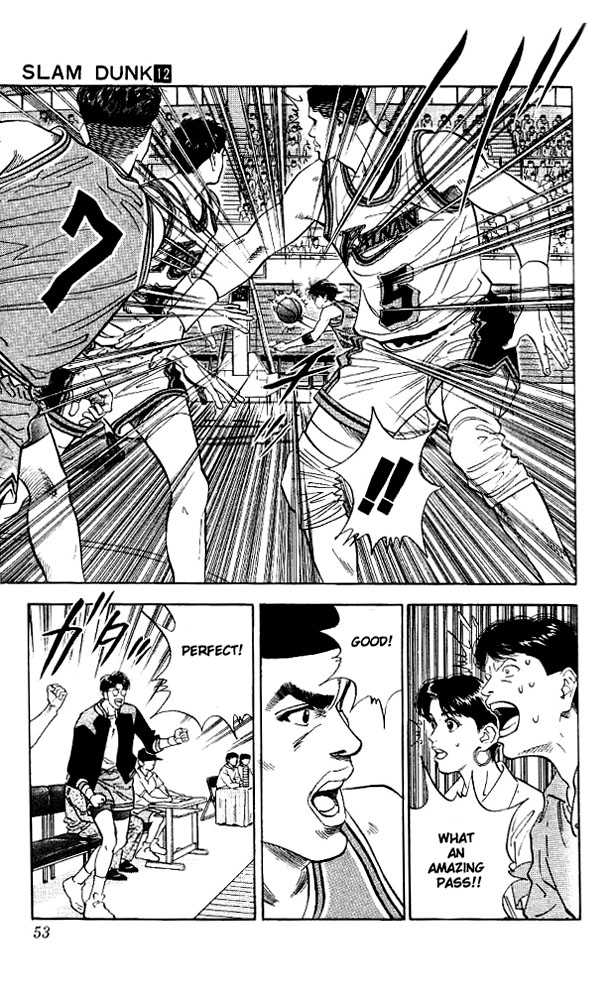 SLAM DUNK 12
7
KAINAN
5
!!
PERFECT!
GOOD!
WHAT
AN
AMAZING
PASS!!
53